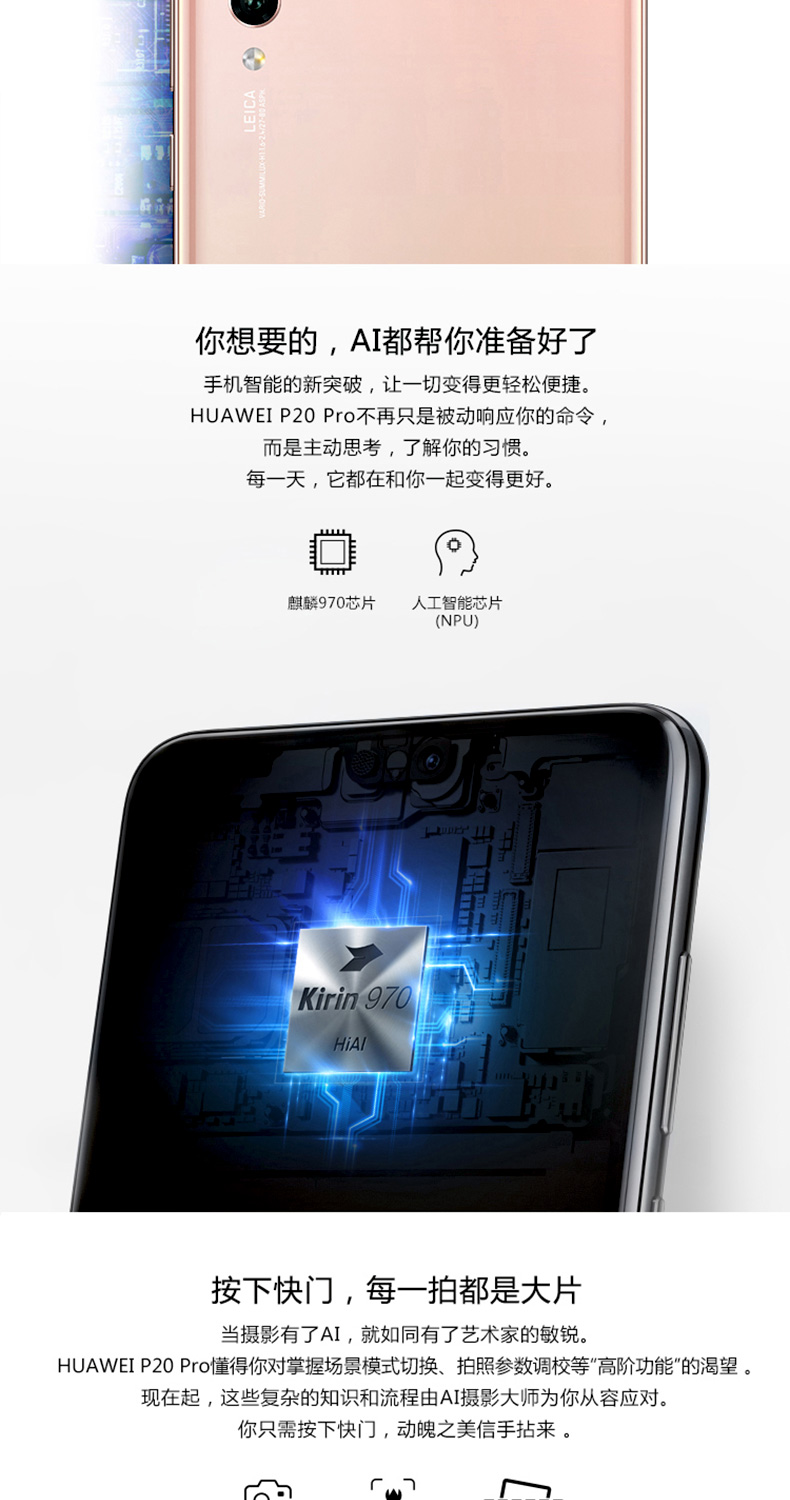 LEICA
VARIO-SUMMILUX-H 1:1.6-2.4/27-80 ASPH.
你想要的，AI都帮你准备好了
手机智能的新突破，让一切变得更轻松便捷。
HUAWEI P20 Pro不再只是被动响应你的命令，
而是主动思考，了解你的习惯。
每一天，它都在和你一起变得更好。
麒麟970芯片
人工智能芯片
(NPU)
Kirin 970
HiAI
按下快门，每一拍都是大片
当摄影有了AI，就如同有了艺术家的敏锐。
HUAWEI P20 Pro懂得你对掌握场景模式切换、拍照参数调校等"高阶功能"的渴望 。
现在起，这些复杂的知识和流程由AI摄影大师为你从容应对。
你只需按下快门，动魄之美信手拈来 。